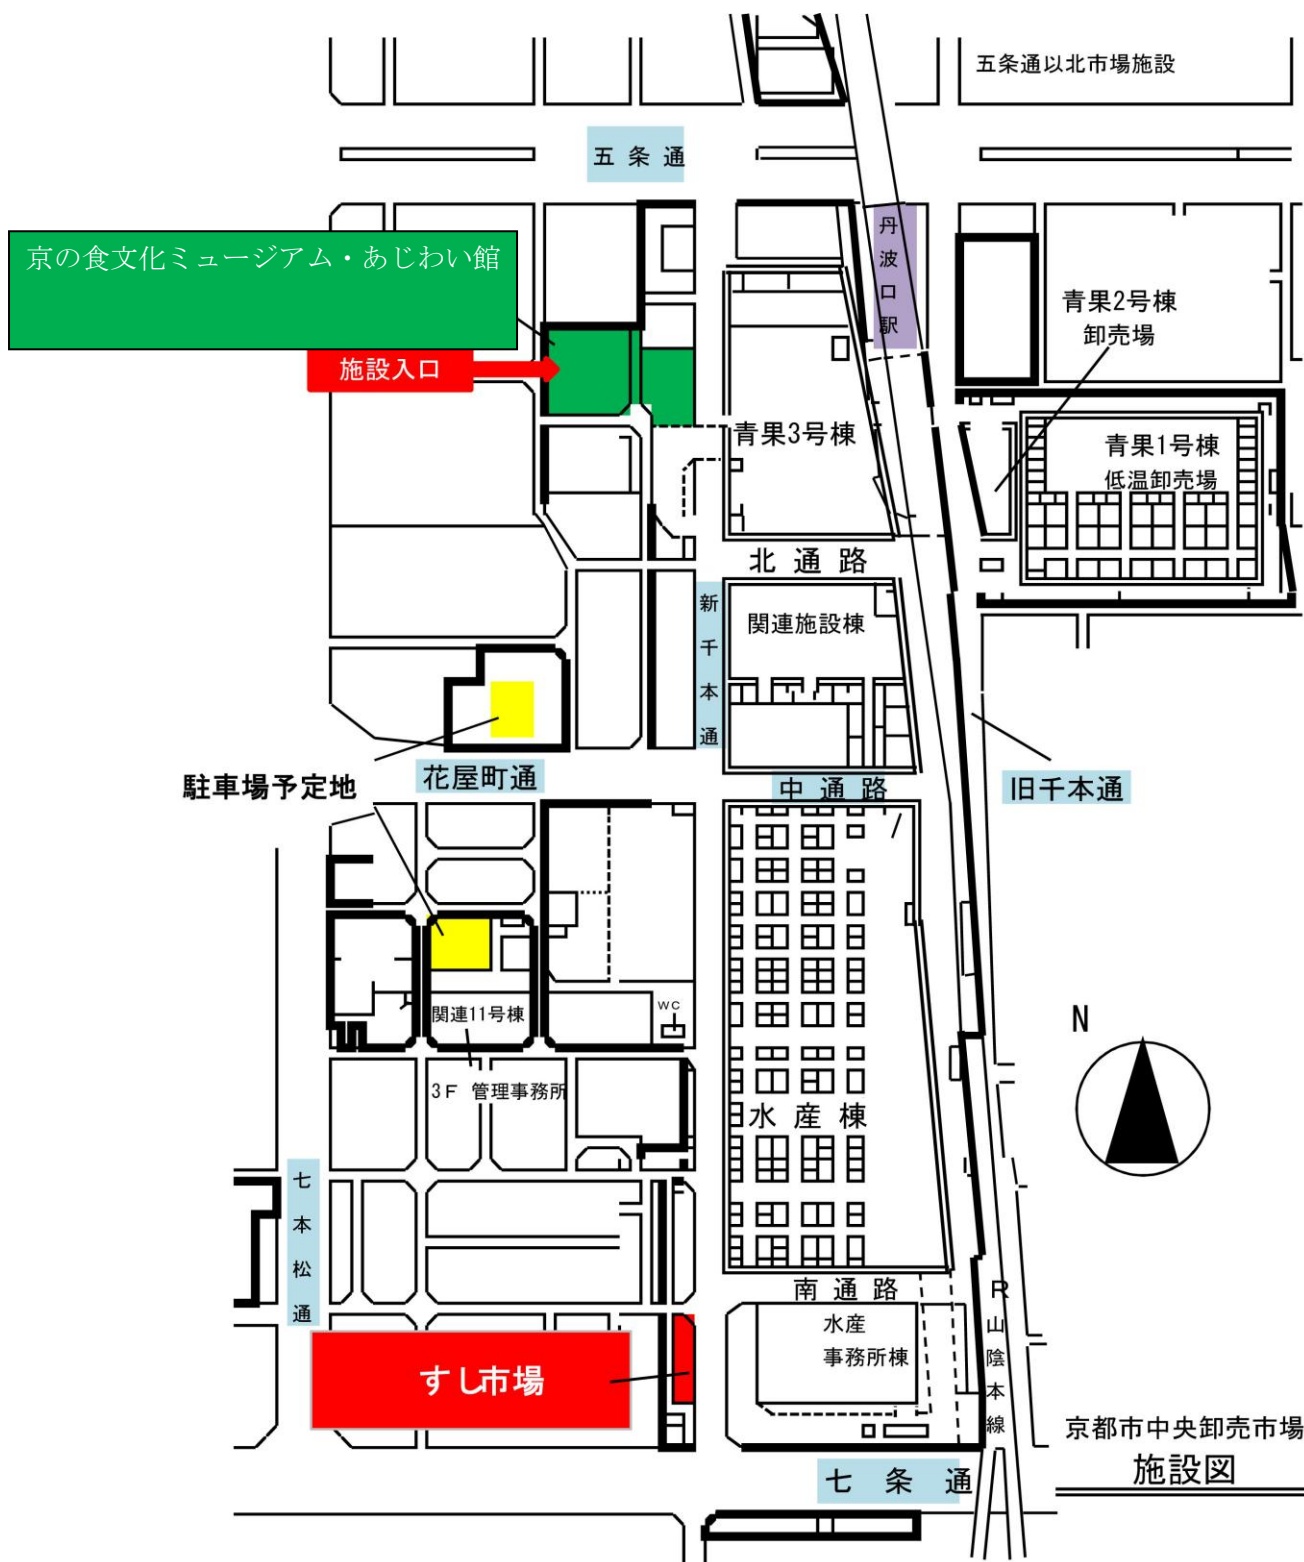 五条通以北市場施設
五条通
京の食文化ミュージアム・あじわい館
丹波口駅
青果2号棟
卸売場
施設入口
青果3号棟
青果1号棟
低温卸売場
北通路
新千本通
関連施設棟
花屋町通
中通路
旧千本通
駐車場予定地
WC
関連11号棟
N
3F 管理事務所
水産棟
七本松通
南通路
R山陰本線
水産
事務所棟
すし市場
京都市中央卸売市場
施設図
七条通